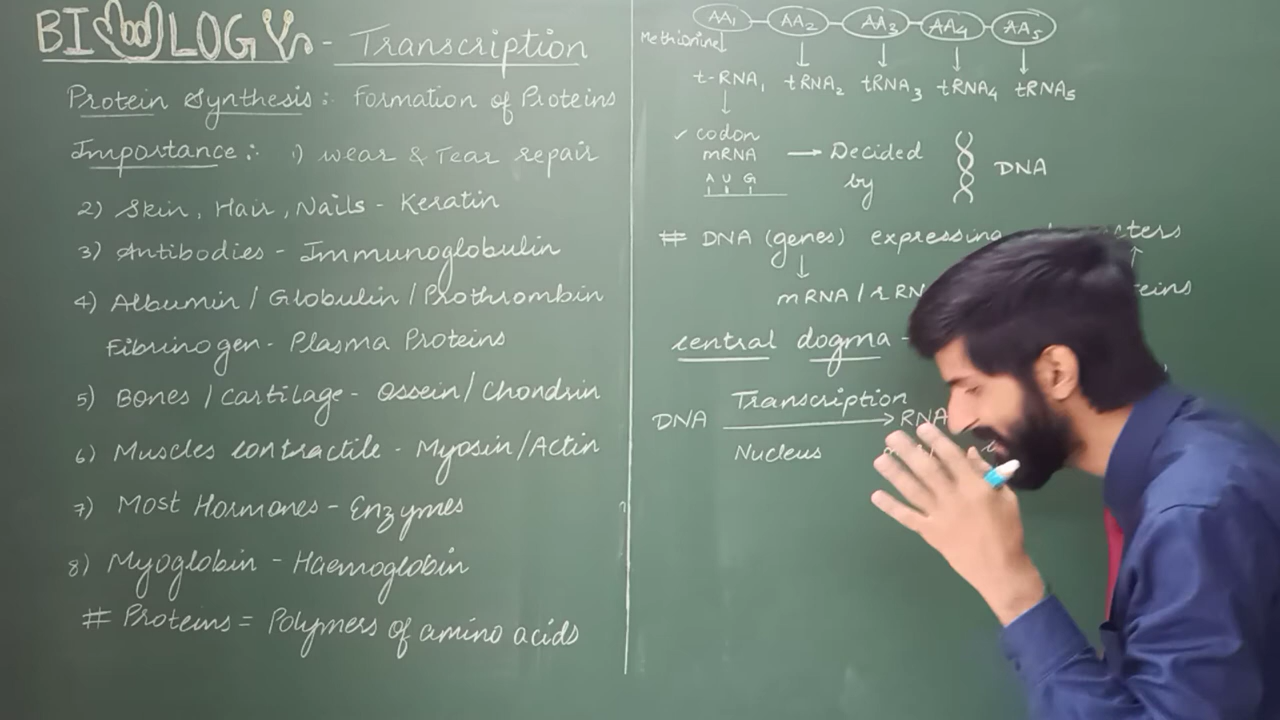 BIOLOGY - Transcription
Protein Synthesis : Formation of Proteins
Importance : 1) wear & Tear repair
2) Skin, Hair, Nails - Keratin
3) Antibodies - Immunoglobulin
4) Albumin / Globulin / Prothrombin
Fibrinogen - Plasma Proteins
5) Bones / Cartilage - Ossein / Chondrin
6) Muscles contractile - Myosin / Actin
7) Most Hormones - Enzymes
8) Myoglobin - Haemoglobin
# Proteins = Polymers of amino acids
AA1 AA2 AA3 AA4 AA5
Methionine
t-RNA1 tRNA2 tRNA3 tRNA4 tRNA5
✓ codon
mRNA → Decided by DNA
A U G
# DNA (genes) expressing
mRNA /
central dogma -
Transcription
DNA → RNA
Nucleus